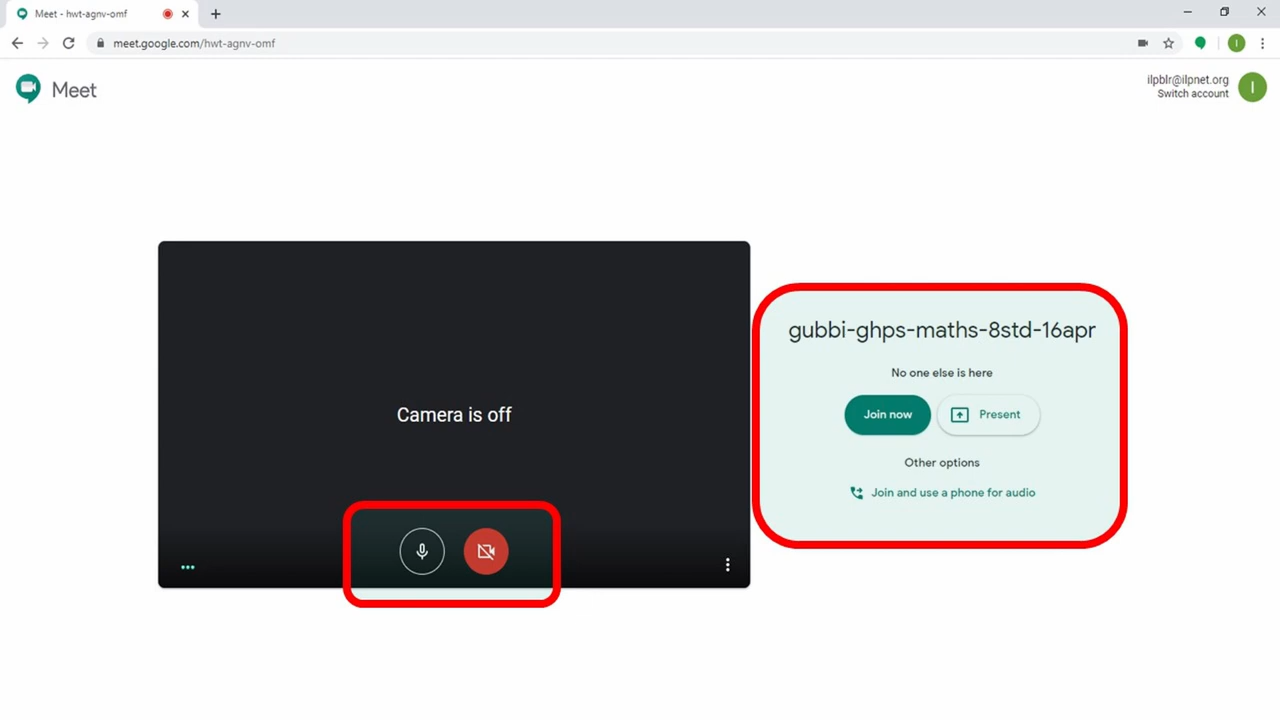 Meet - hwt-agnv-omf
meet.google.com/hwt-agnv-omf
I
Meet
ilpblr@ilpnet.org
Switch account
I
Camera is off
gubbi-ghps-maths-8std-16apr
No one else is here
Join now
Present
Other options
Join and use a phone for audio